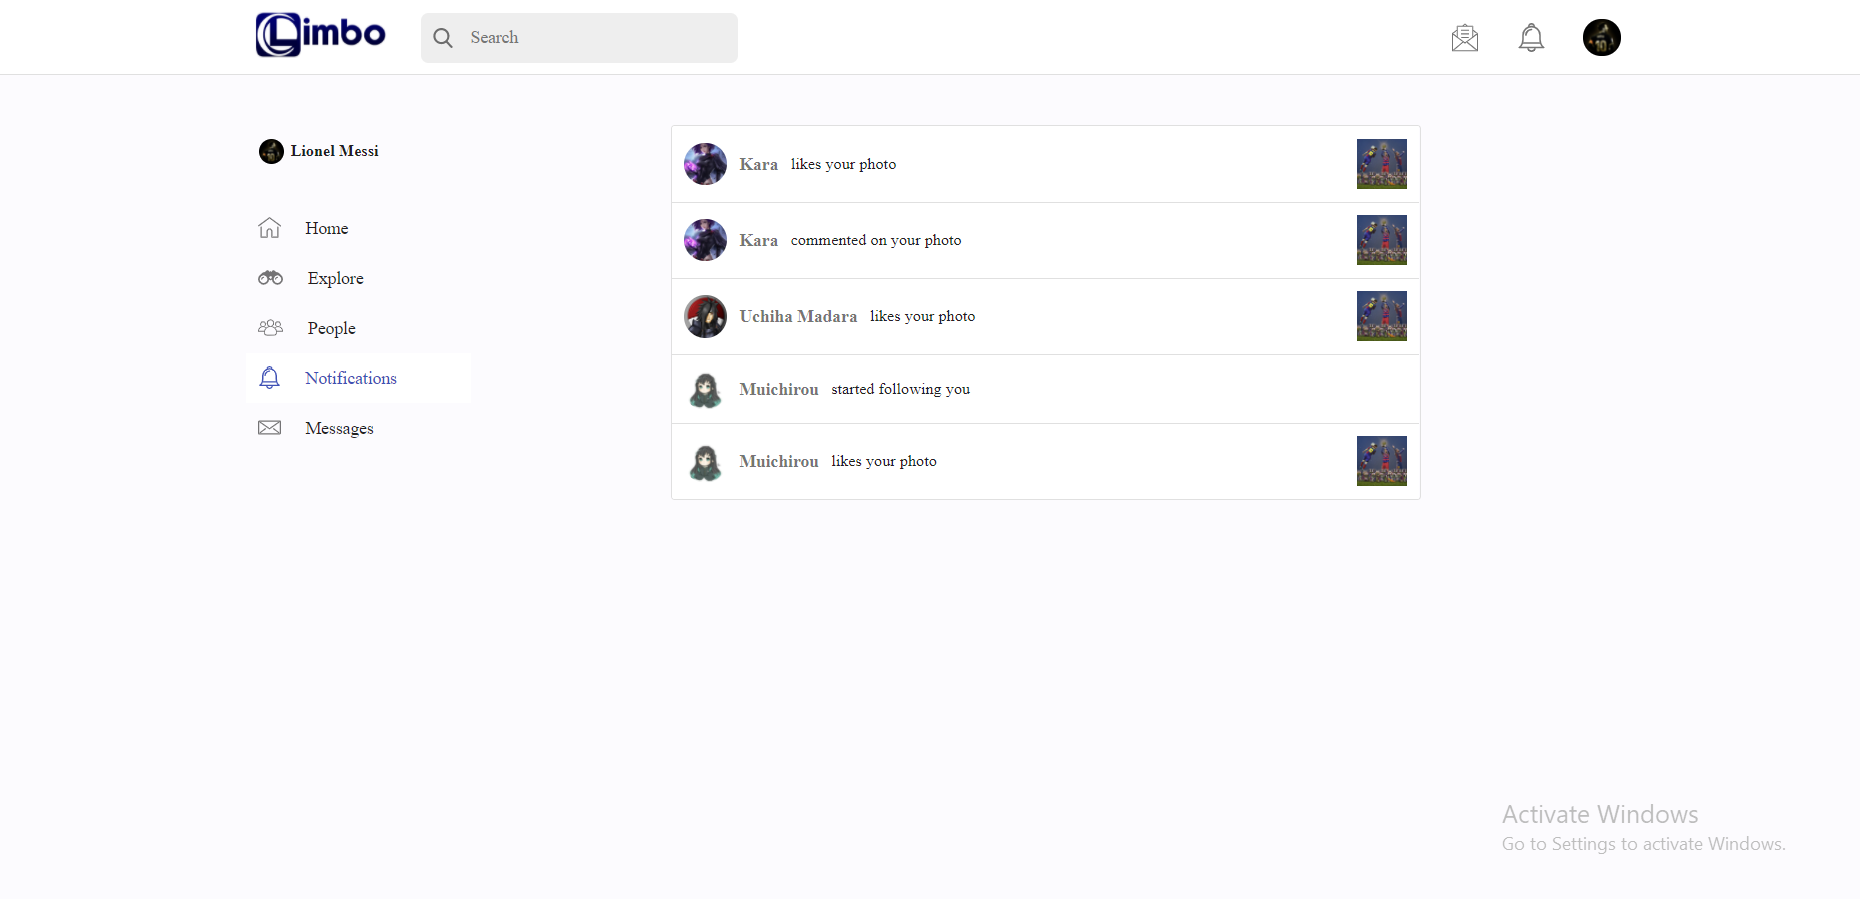 Limbo
Search
Lionel Messi
Home
Explore
People
Notifications
Messages
Kara likes your photo
Kara commented on your photo
Uchiha Madara likes your photo
Muichirou started following you
Muichirou likes your photo
Activate Windows
Go to Settings to activate Windows.